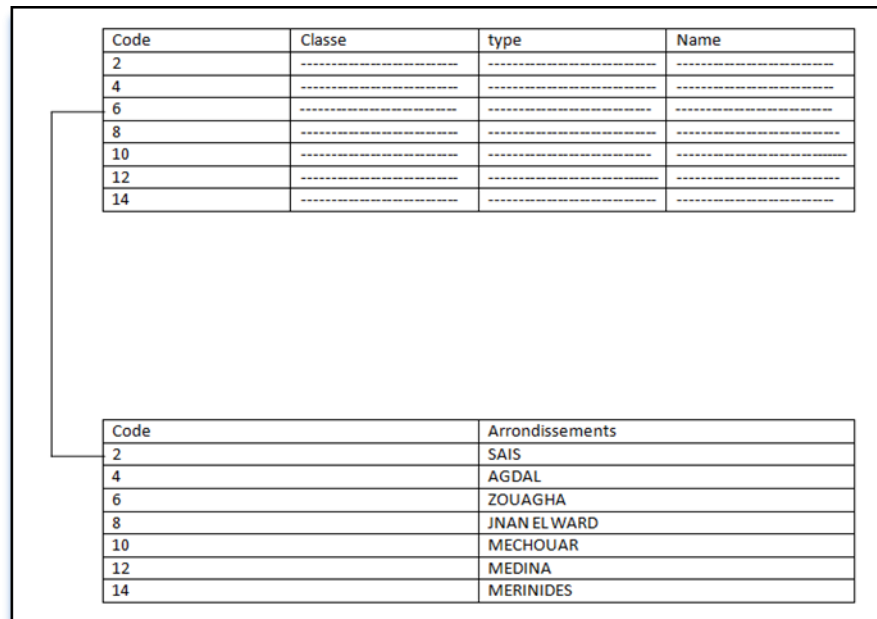 Code Classe type Name
2 ---------------------------- ------------------------------ ----------------------------
4 ---------------------------- ------------------------------ ----------------------------
6 ---------------------------- ----------------------------- ----------------------------
8 ---------------------------- ------------------------------ -----------------------------
10 ---------------------------- ----------------------------- ------------------------------
12 ---------------------------- ------------------------------ -----------------------------
14 ---------------------------- ------------------------------ ----------------------------
Code Arrondissements
2 SAIS
4 AGDAL
6 ZOUAGHA
8 JNAN EL WARD
10 MECHOUAR
12 MEDINA
14 MERINIDES